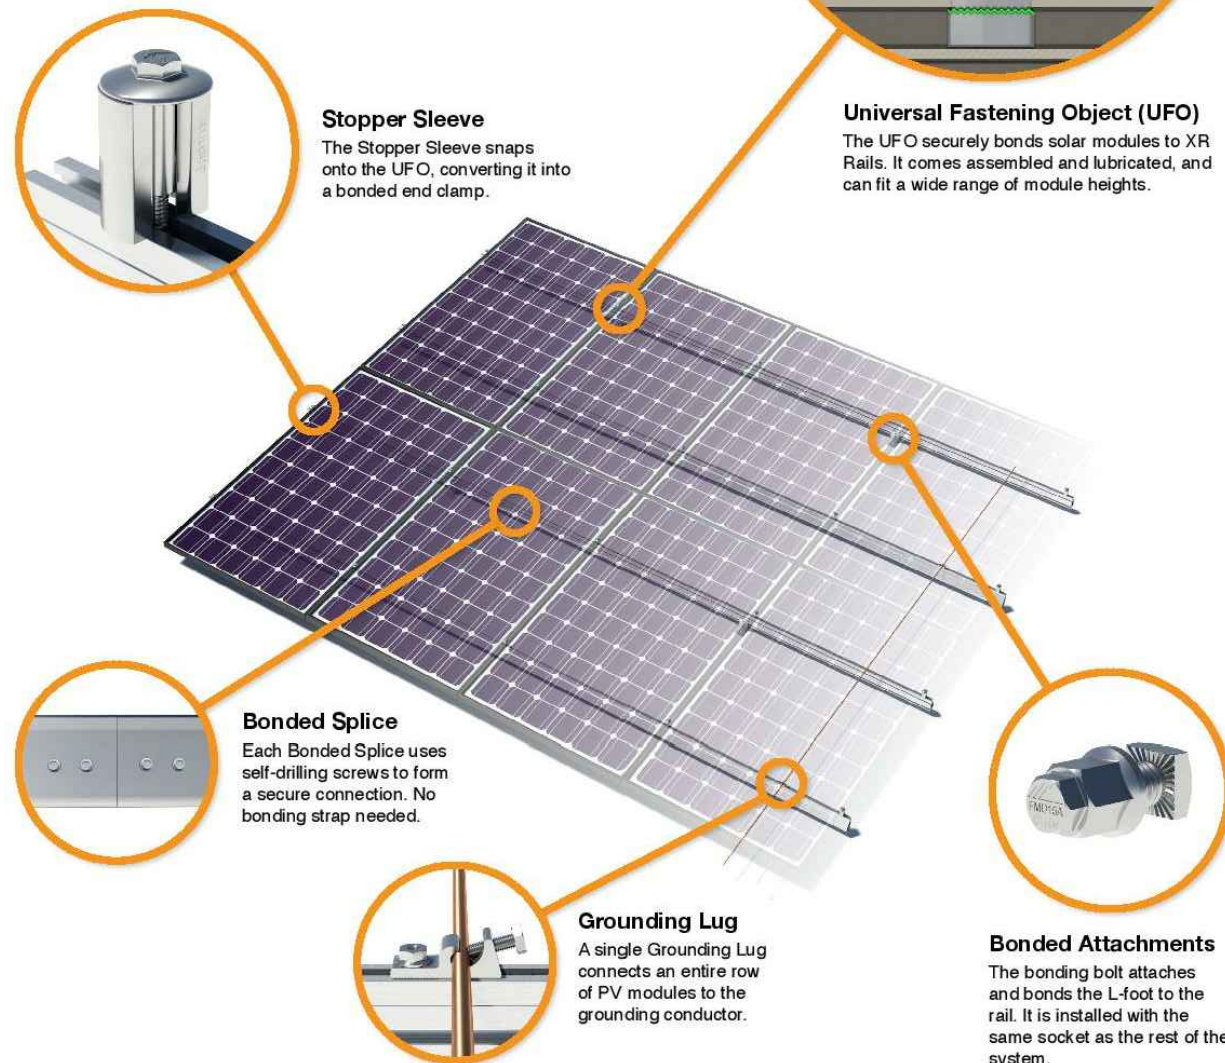 Stopper Sleeve
The Stopper Sleeve snaps
onto the UFO, converting it into
a bonded end clamp.
Universal Fastening Object (UFO)
The UFO securely bonds solar modules to XR
Rails. It comes assembled and lubricated, and
can fit a wide range of module heights.
Bonded Splice
Each Bonded Splice uses
self-drilling screws to form
a secure connection. No
bonding strap needed.
Grounding Lug
A single Grounding Lug
connects an entire row
of PV modules to the
grounding conductor.
Bonded Attachments
The bonding bolt attaches
and bonds the L-foot to the
rail. It is installed with the
same socket as the rest of the
system.